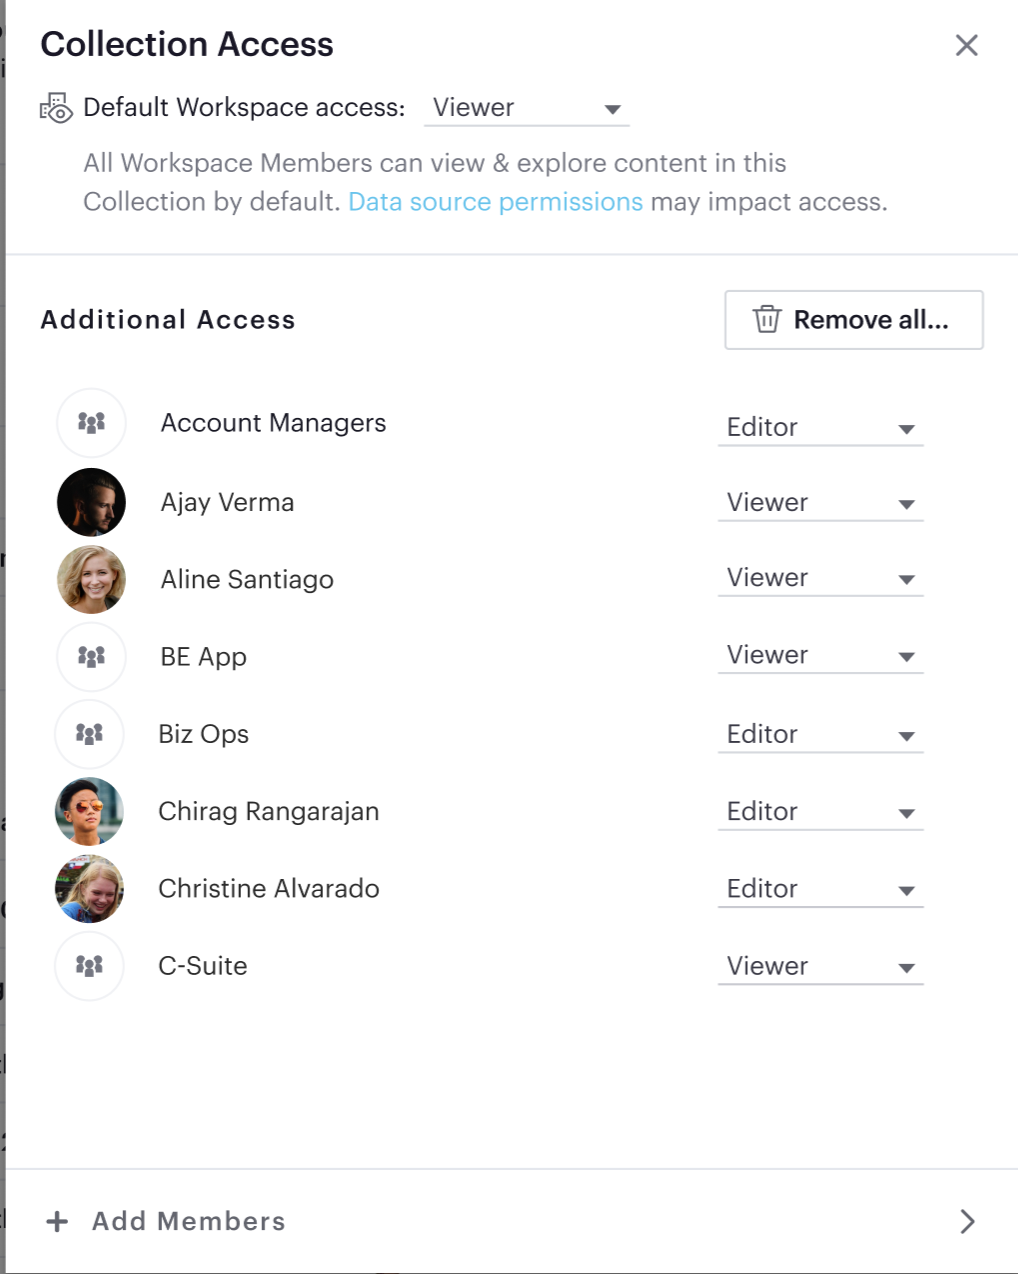 Collection Access
Default Workspace access: Viewer
All Workspace Members can view & explore content in this
Collection by default. Data source permissions may impact access.
Additional Access
Remove all...
Account Managers Editor
Ajay Verma Viewer
Aline Santiago Viewer
BE App Viewer
Biz Ops Editor
Chirag Rangarajan Editor
Christine Alvarado Editor
C-Suite Viewer
+ Add Members